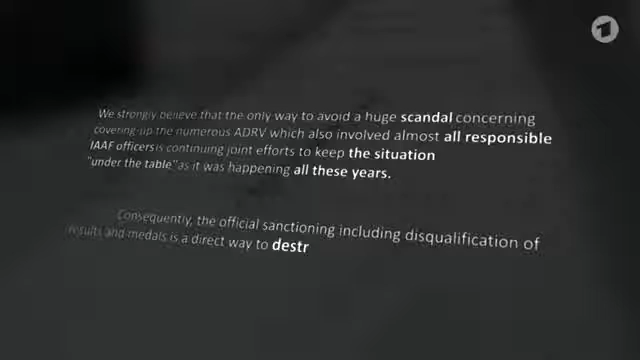 We strongly believe that the only way to avoid a huge scandal concerning
covering-up the numerous ADRV which also involved almost all responsible
IAAF officers is continuing joint efforts to keep the situation
"under the table" as it was happening all these years.
Consequently, the official sanctioning including disqualification of
results and medals is a direct way to destr